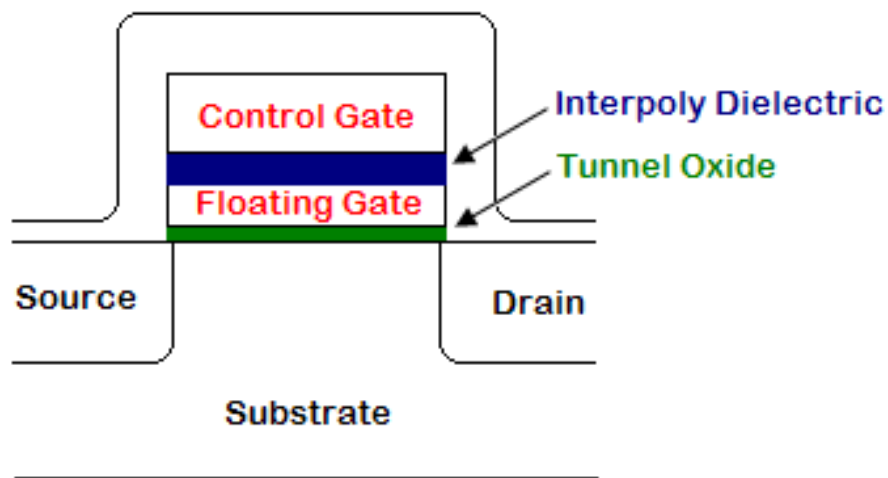 Control Gate
Interpoly Dielectric
Tunnel Oxide
Floating Gate
Source
Drain
Substrate